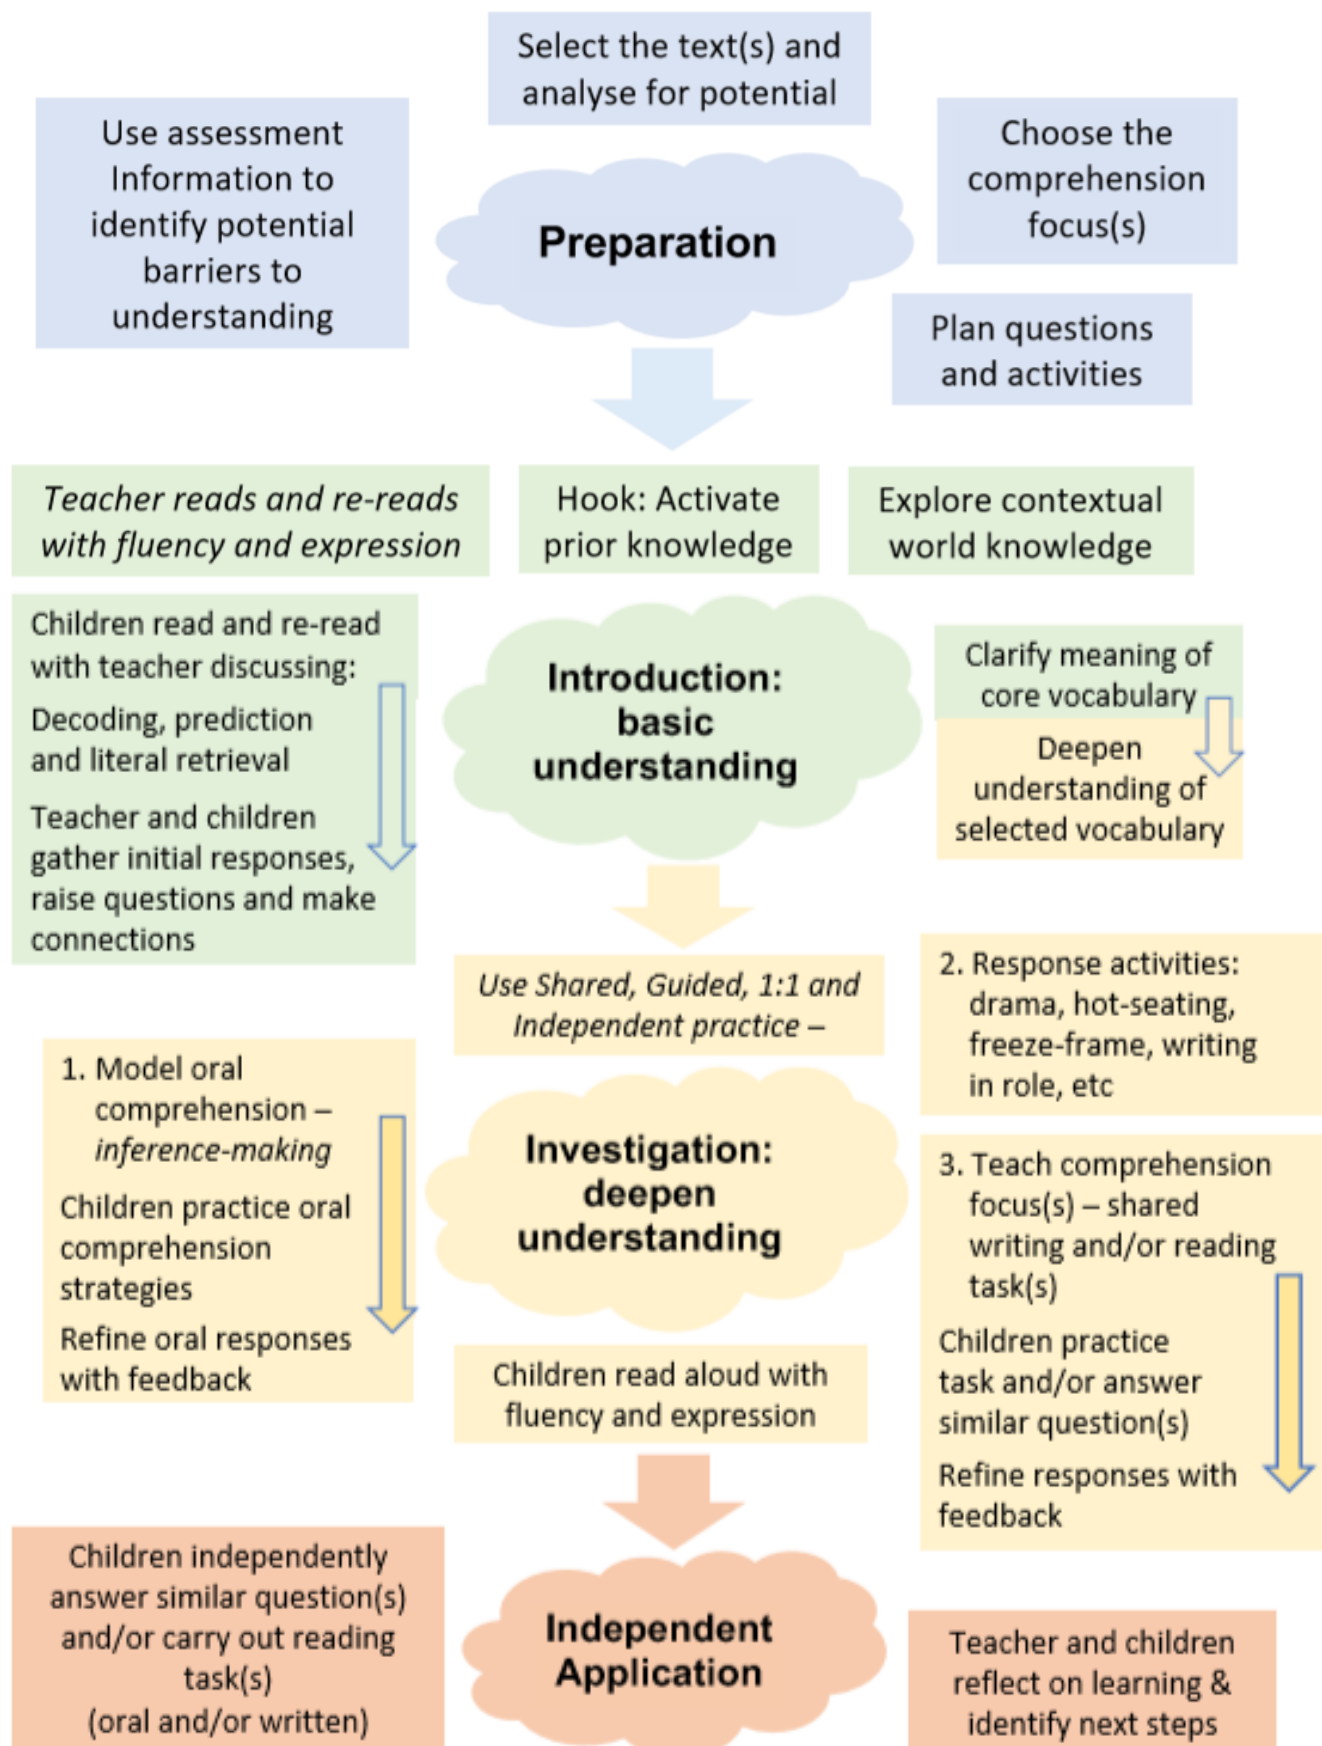 Select the text(s) and
analyse for potential
Use assessment
Information to
identify potential
barriers to
understanding
Choose the
comprehension
focus(s)
Preparation
Plan questions
and activities
Teacher reads and re-reads
with fluency and expression
Hook: Activate
prior knowledge
Explore contextual
world knowledge
Children read and re-read
with teacher discussing:
Decoding, prediction
and literal retrieval
Teacher and children
gather initial responses,
raise questions and make
connections
Introduction:
basic
understanding
Clarify meaning of
core vocabulary
Deepen
understanding of
selected vocabulary
Use Shared, Guided, 1:1 and
Independent practice –
1. Model oral
comprehension –
inference-making
Children practice oral
comprehension
strategies
Refine oral responses
with feedback
Investigation:
deepen
understanding
2. Response activities:
drama, hot-seating,
freeze-frame, writing
in role, etc
3. Teach comprehension
focus(s) – shared
writing and/or reading
task(s)
Children practice
task and/or answer
similar question(s)
Refine responses with
feedback
Children read aloud with
fluency and expression
Children independently
answer similar question(s)
and/or carry out reading
task(s)
(oral and/or written)
Independent
Application
Teacher and children
reflect on learning &
identify next steps